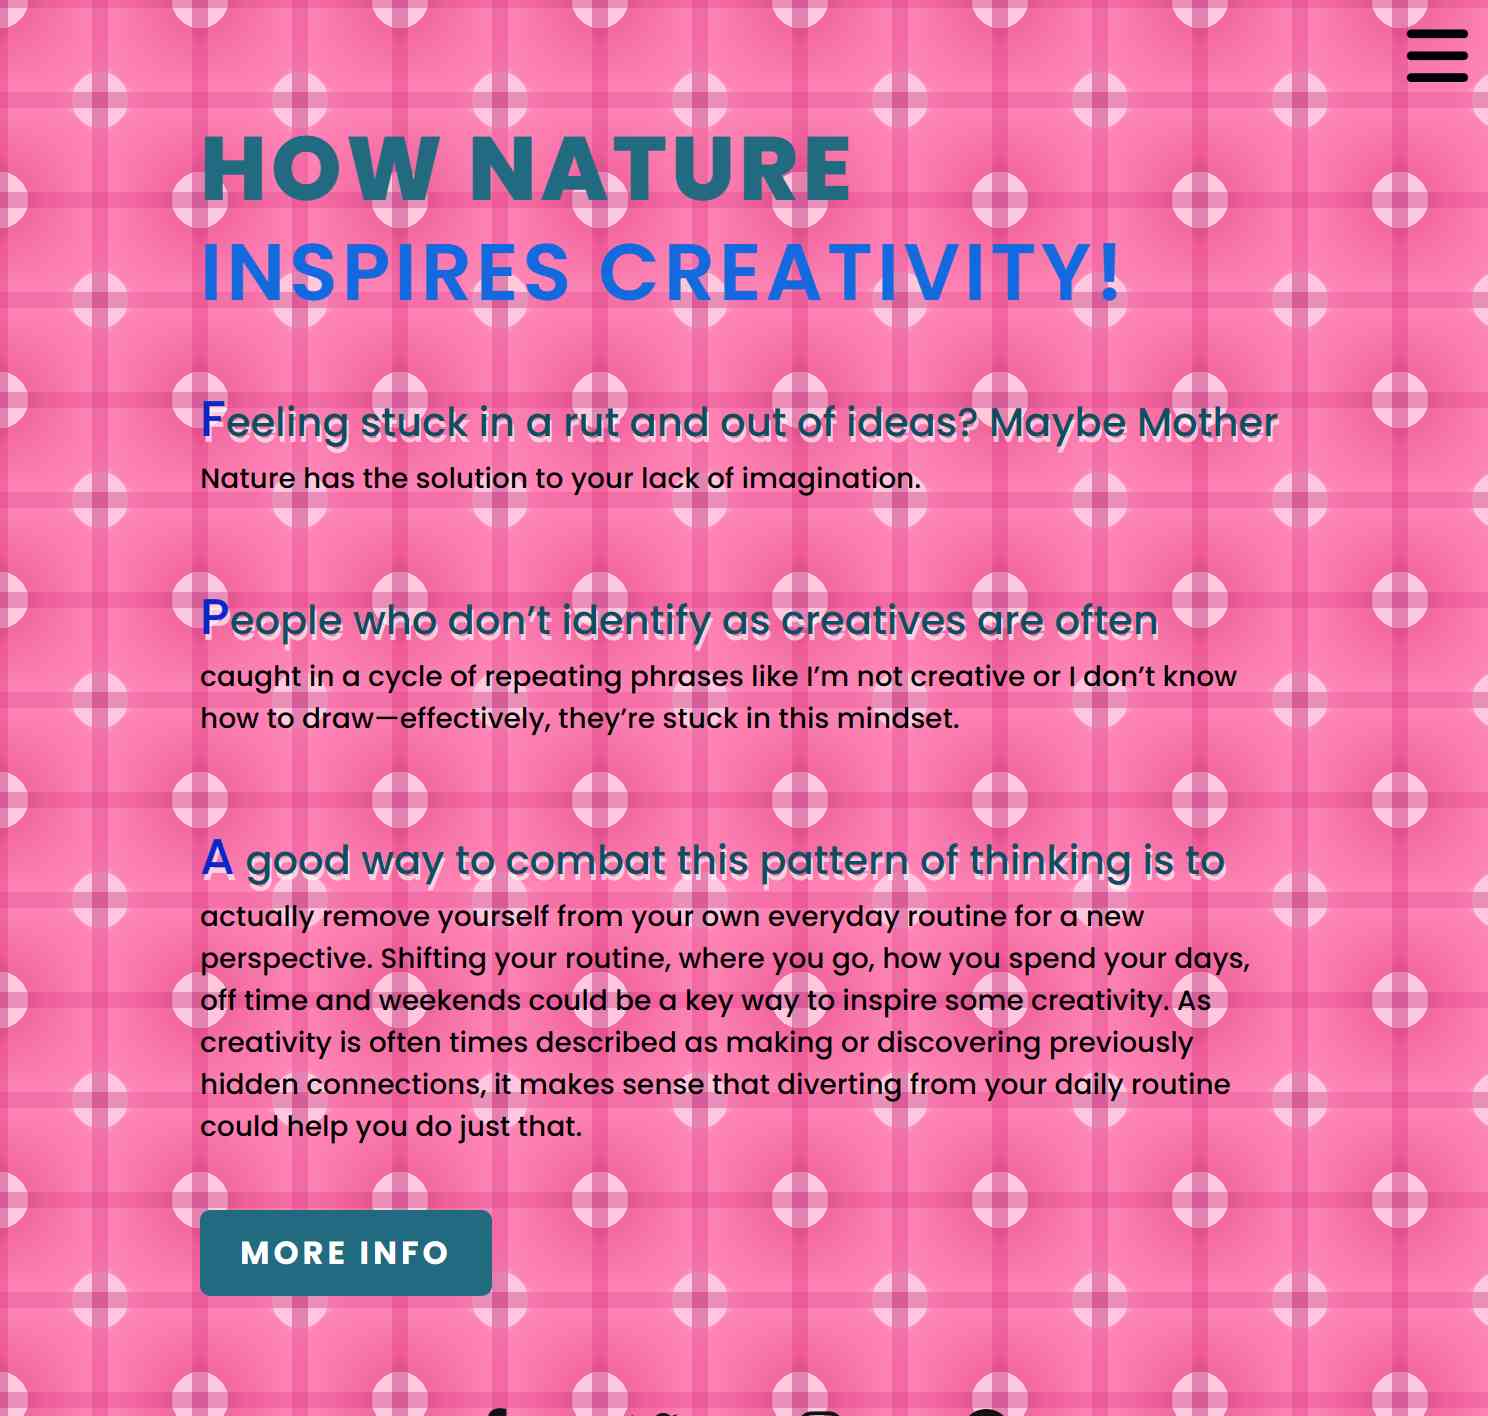 HOW NATURE
INSPIRES CREATIVITY!
Feeling stuck in a rut and out of ideas? Maybe Mother
Nature has the solution to your lack of imagination.
People who don’t identify as creatives are often
caught in a cycle of repeating phrases like I’m not creative or I don’t know
how to draw—effectively, they’re stuck in this mindset.
A good way to combat this pattern of thinking is to
actually remove yourself from your own everyday routine for a new
perspective. Shifting your routine, where you go, how you spend your days,
off time and weekends could be a key way to inspire some creativity. As
creativity is often times described as making or discovering previously
hidden connections, it makes sense that diverting from your daily routine
could help you do just that.
MORE INFO